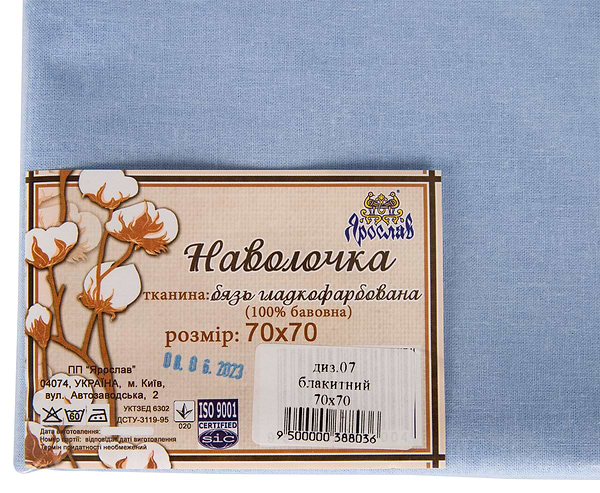 Ярослав
Наволочка
тканина: бязь гладкофарбована
(100% бавовна)
розмір: 70х70
08.06.2023
диз.07
блакитний
70х70
9 500000 388036
ПП "Ярослав"
04074, УКРАЇНА, м. Київ,
вул. Автозаводська, 2
УКТЗЕД 6302
ДСТУ-3119-95
60
020
ISO 9001
CERTIFIED
SIC
Дата виготовлення:
Номер партії: відповідає даті виготовлення
Термін придатності необмежений